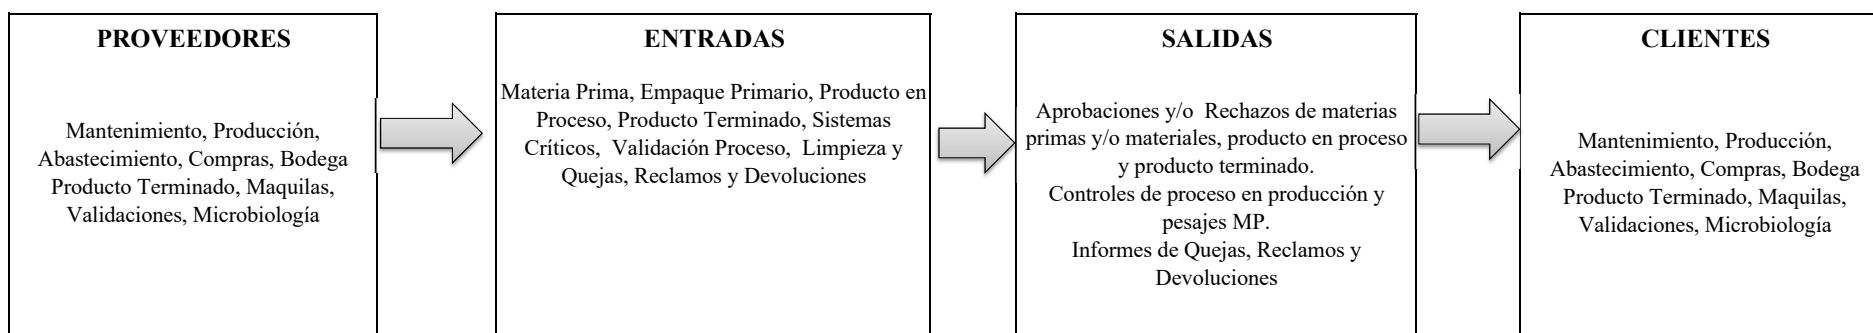 PROVEEDORES
Mantenimiento, Producción,
Abastecimiento, Compras, Bodega
Producto Terminado, Maquilas,
Validaciones, Microbiología
ENTRADAS
Materia Prima, Empaque Primario, Producto en
Proceso, Producto Terminado, Sistemas
Críticos, Validación Proceso, Limpieza y
Quejas, Reclamos y Devoluciones
SALIDAS
Aprobaciones y/o Rechazos de materias
primas y/o materiales, producto en proceso
y producto terminado.
Controles de proceso en producción y
pesajes MP.
Informes de Quejas, Reclamos y
Devoluciones
CLIENTES
Mantenimiento, Producción,
Abastecimiento, Compras, Bodega
Producto Terminado, Maquilas,
Validaciones, Microbiología